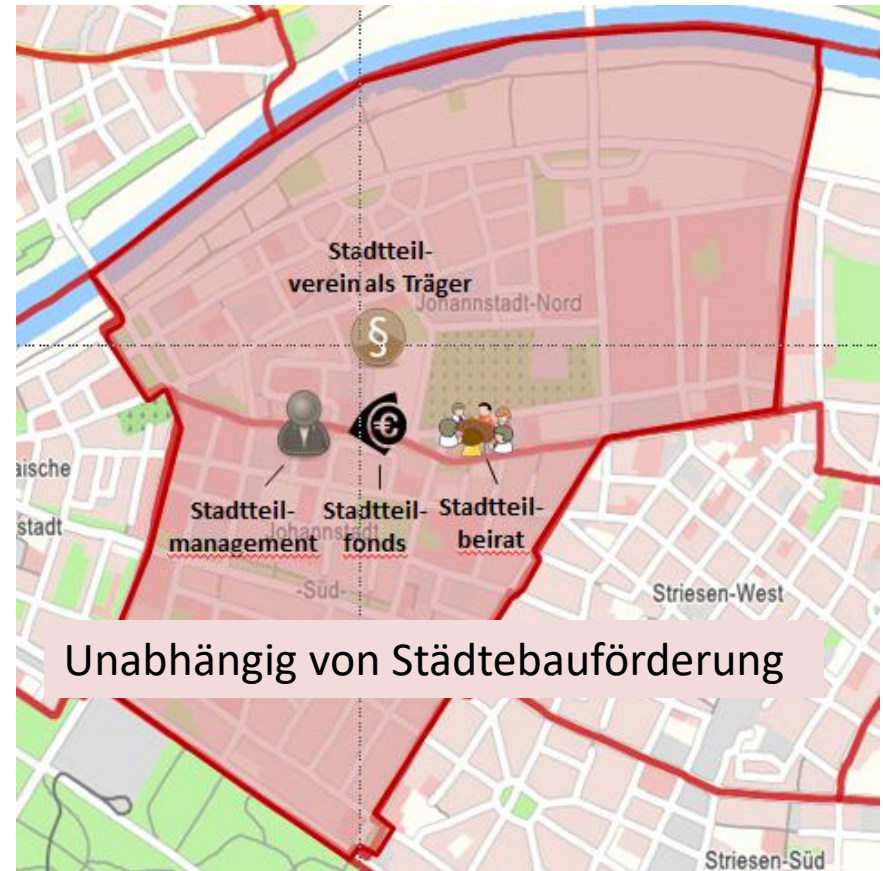 Stadtteil-
verein als Träger
Johannstadt-Nord
§
€
aische
stadt
Stadtteil-
management
Stadtteil-
fonds
Stadtteil-
beirat
Johannstadt
-Süd-
Striesen-West
Unabhängig von Städtebauförderung
Striesen-Süd